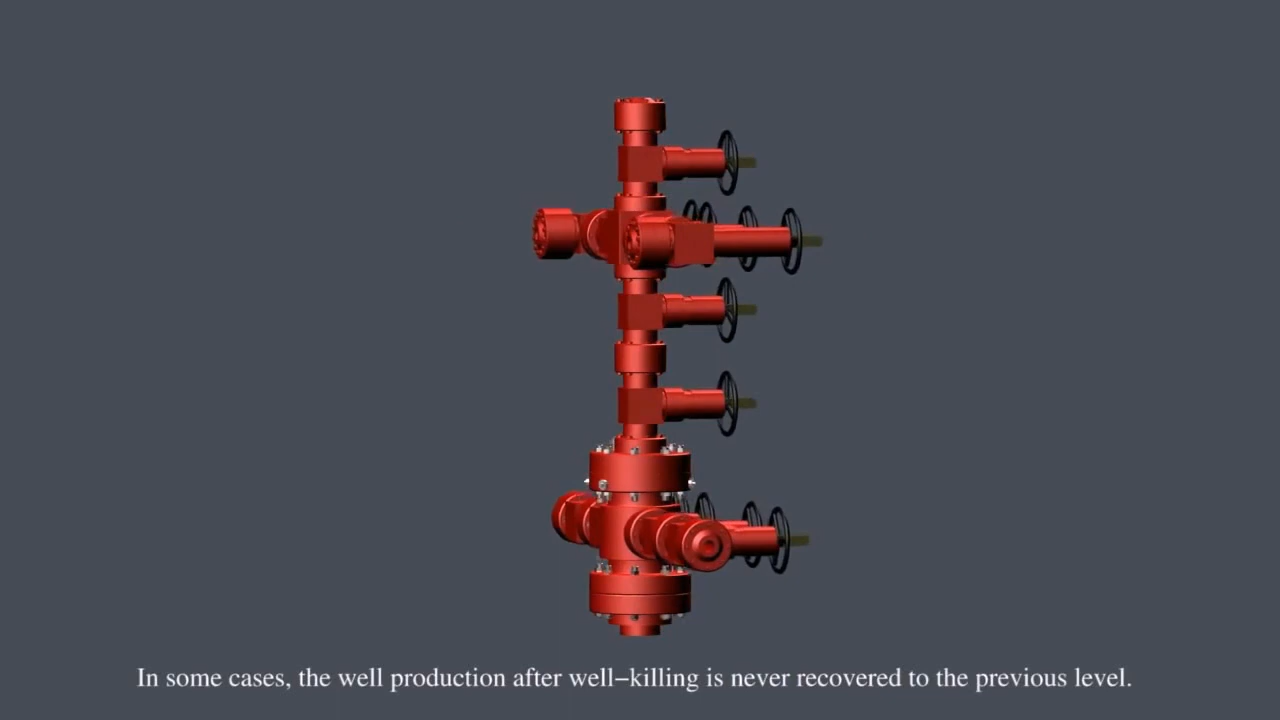 In some cases, the well production after well–killing is never recovered to the previous level.